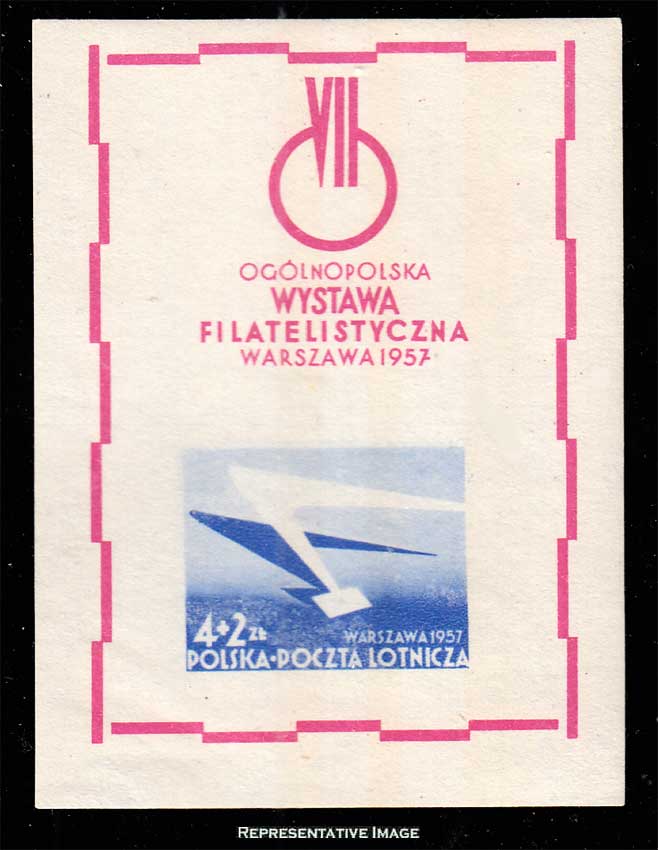 VII
OGÓLNOPOLSKA
WYSTAWA
FILATELISTYCZNA
WARSZAWA 1957
4+2 ZŁ
WARSZAWA 1957
POLSKA·POCZTA LOTNICZA
REPRESENTATIVE IMAGE